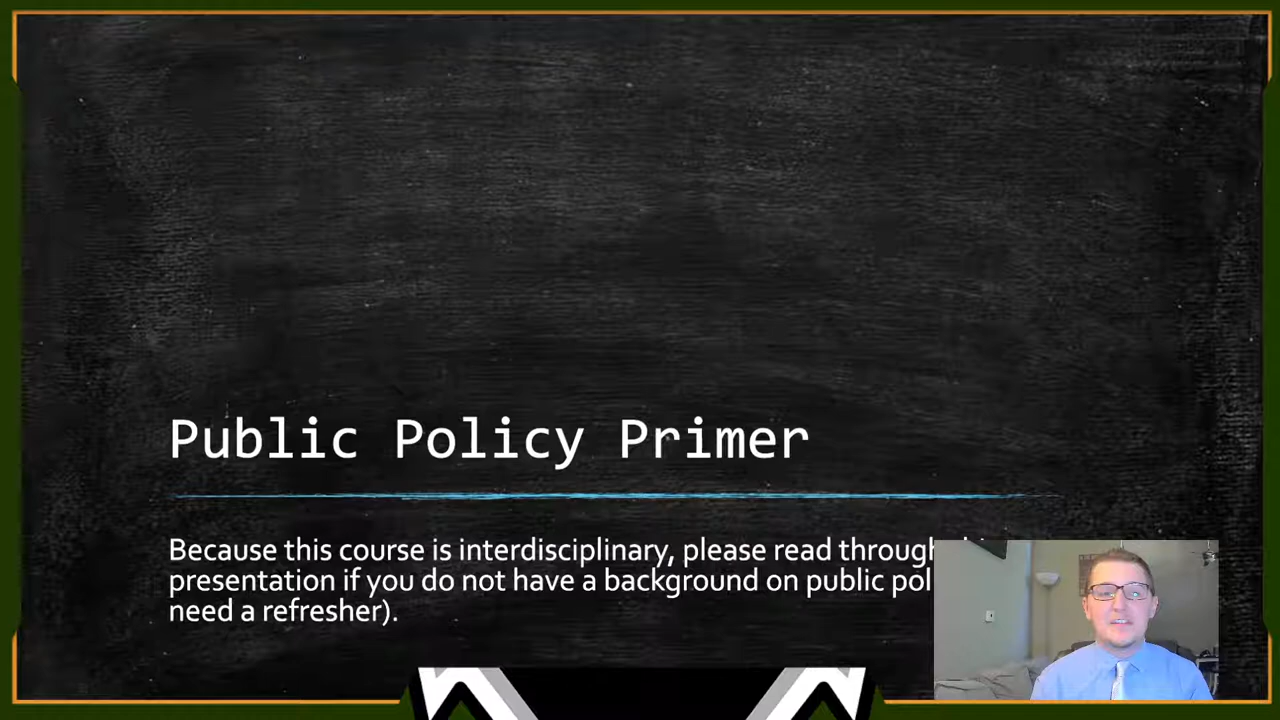 Public Policy Primer
Because this course is interdisciplinary, please read through
presentation if you do not have a background on public
need a refresher).